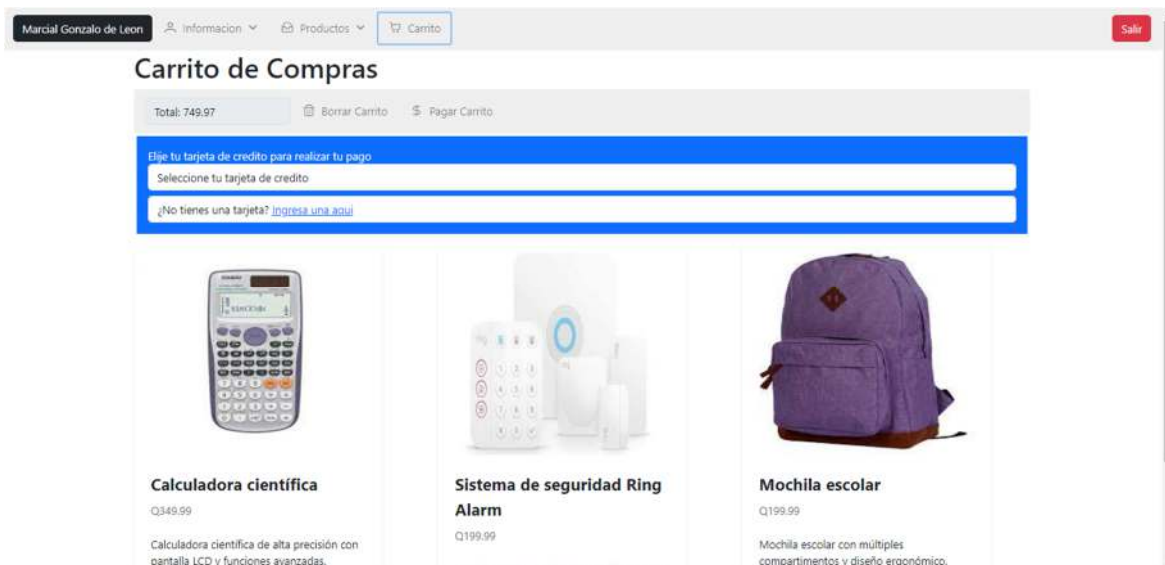 Marcial Gonzalo de Leon Informacion Productos Carrito Salir
Carrito de Compras
Total: 749.97 Borrar Carrito Pagar Carrito
Elije tu tarjeta de credito para realizar tu pago
Seleccione tu tarjeta de credito
¿No tienes una tarjeta? Ingresa una aqui
Calculadora científica
Q349.99
Calculadora científica de alta precisión con
pantalla LCD y funciones avanzadas.
Sistema de seguridad Ring
Alarm
Q199.99
Mochila escolar
Q199.99
Mochila escolar con múltiples
compartimentos y diseño ergonómico.